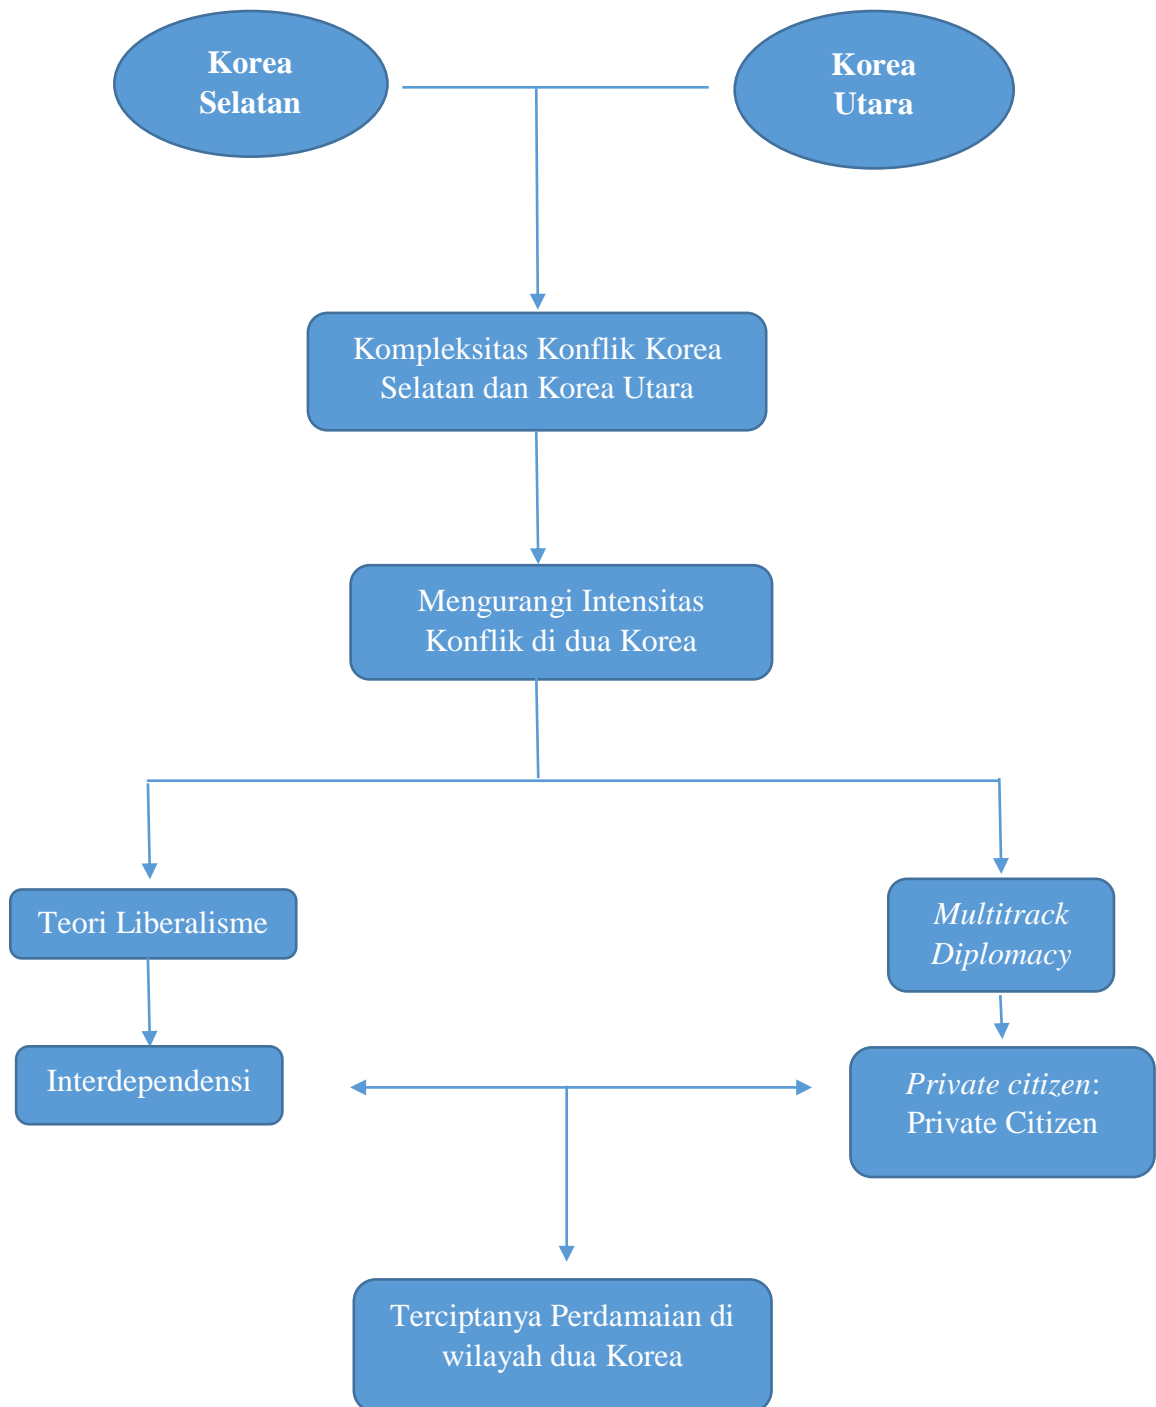 Korea
Selatan
Korea
Utara
Kompleksitas Konflik Korea
Selatan dan Korea Utara
Mengurangi Intensitas
Konflik di dua Korea
Teori Liberalisme
Multitrack
Diplomacy
Interdependensi
Private citizen:
Private Citizen
Terciptanya Perdamaian di
wilayah dua Korea